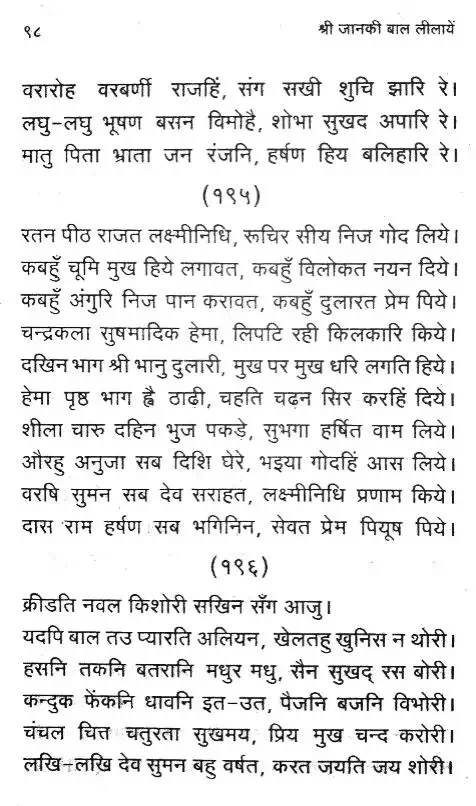 ९८ श्री जानकी बाल लीलायें
वरारोह वरबर्णी राजहिं, संग सखी शुचि झारि रे।
लघु-लघु भूषण बसन विमोहै, शोभा सुखद अपारि रे।
मातु पिता भ्राता जन रंजनि, हर्षण हिय बलिहारि रे।
(१९५)
रतन पीठ राजत लक्ष्मीनिधि, रूचिर सीय निज गोद लिये।
कबहुँ चूमि मुख हिये लगावत, कबहुँ विलोकत नयन दिये।
कबहुँ अंगुरि निज पान करावत, कबहुँ दुलारत प्रेम पिये।
चन्द्रकला सुषमादिक हेमा, लिपटि रही किलकारि किये।
दखिन भाग श्री भानु दुलारी, मुख पर मुख धरि लगति हिये।
हेमा पृष्ठ भाग ह्वै ठाढ़ी, चहति चढ़न सिर करहिं दिये।
शीला चारु दहिन भुज पकड़े, सुभगा हर्षित वाम लिये।
औरहु अनुजा सब दिशि घेरे, भइया गोदहिं आस लिये।
वरषि सुमन सब देव सराहत, लक्ष्मीनिधि प्रणाम किये।
दास राम हर्षण सब भगिनिन, सेवत प्रेम पियूष पिये।
(१९६)
क्रीडति नवल किशोरी सखिन सँग आजु।
यदपि बाल तउ प्यारति अलियन, खेलतहु खुनिस न थोरी।
हसनि तकनि बतरानि मधुर मधु, सैन सुखद् रस बोरी।
कन्दुक फेंकनि धावनि इत-उत, पैजनि बजनि विभोरी।
चंचल चित्त चतुरता सुखमय, प्रिय मुख चन्द करोरी।
लखि-लखि देव सुमन बहु वर्षत, करत जयति जय शोरी।